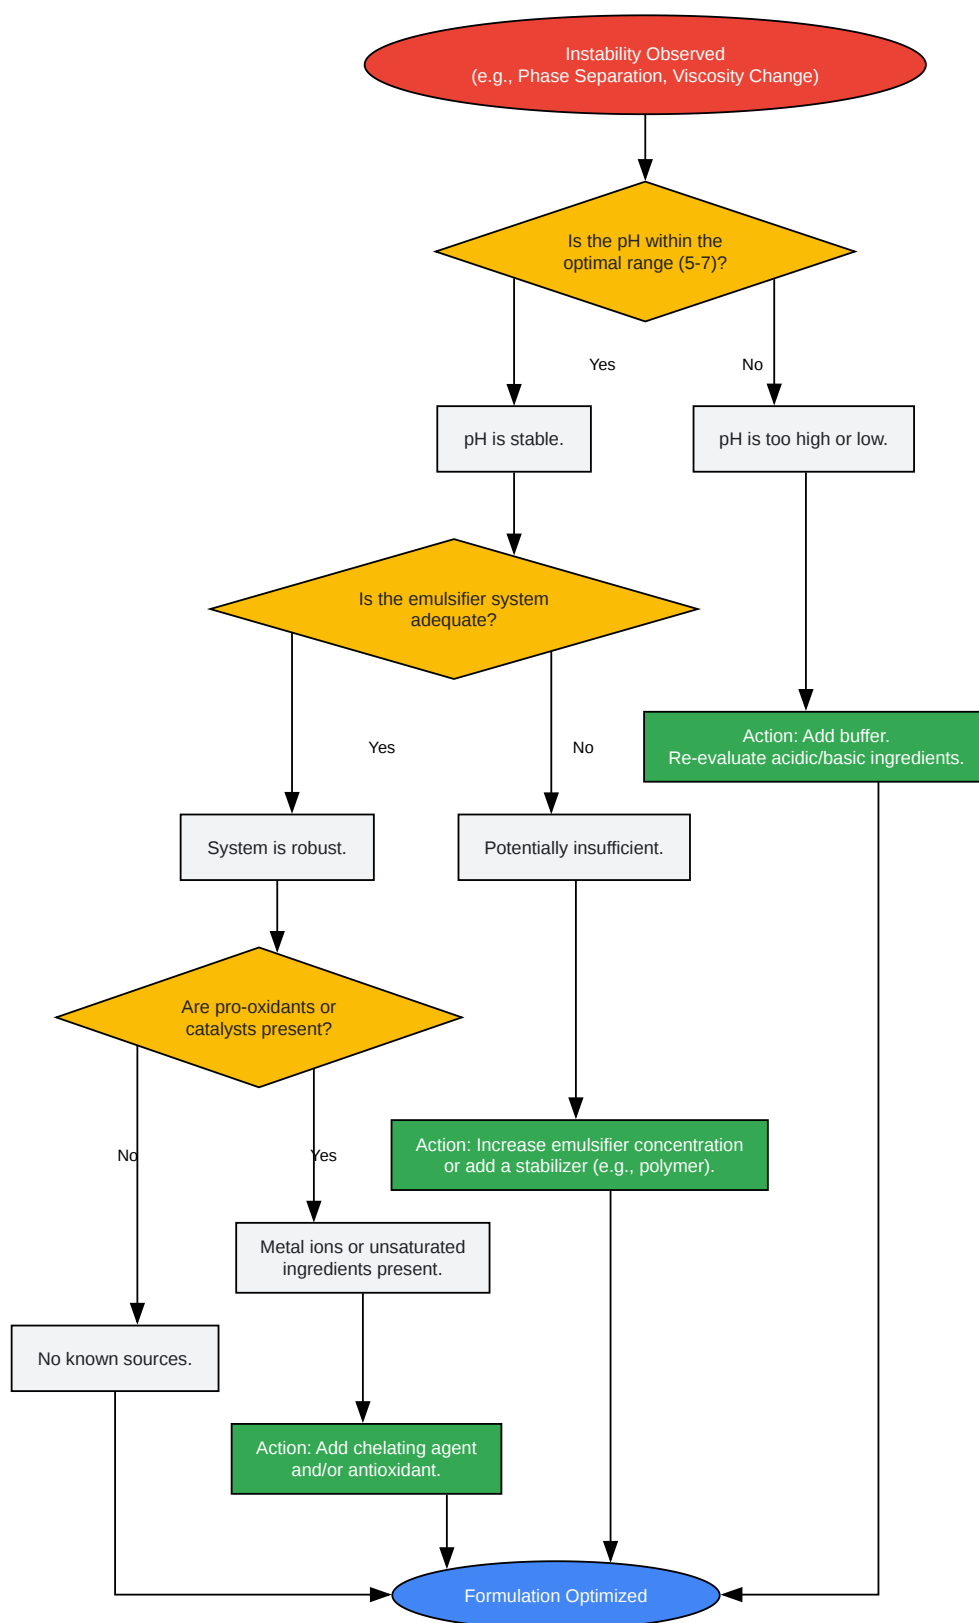 Instability Observed
(e.g., Phase Separation, Viscosity Change)
Is the pH within the
optimal range (5-7)?
Yes
No
pH is stable.
pH is too high or low.
Is the emulsifier system
adequate?
Action: Add buffer.
Re-evaluate acidic/basic ingredients.
Yes
No
System is robust.
Potentially insufficient.
Are pro-oxidants or
catalysts present?
Action: Increase emulsifier concentration
or add a stabilizer (e.g., polymer).
No
Yes
Metal ions or unsaturated
ingredients present.
No known sources.
Action: Add chelating agent
and/or antioxidant.
Formulation Optimized